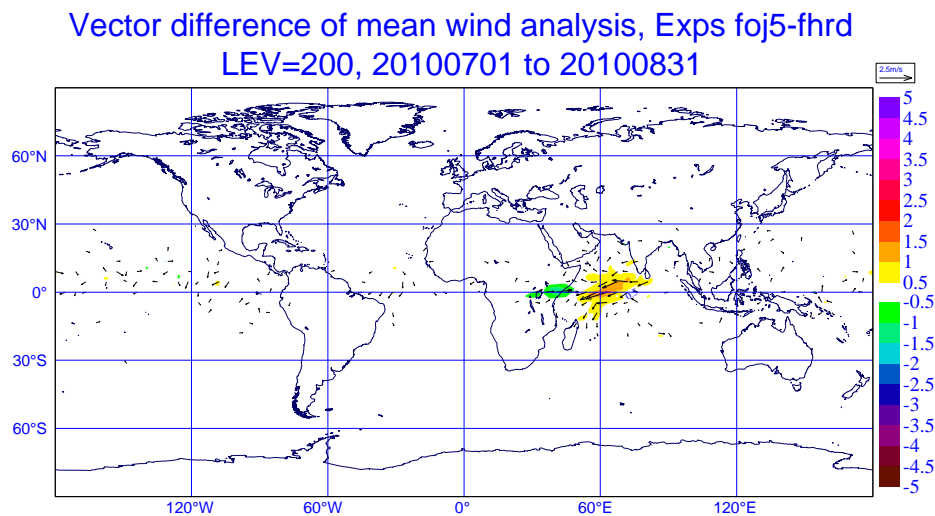 Vector difference of mean wind analysis, Exps foj5-fhrd
LEV=200, 20100701 to 20100831
2.5m/s
5
4.5
4
3.5
3
2.5
2
1.5
1
0.5
-0.5
-1
-1.5
-2
-2.5
-3
-3.5
-4
-4.5
-5
60°N
30°N
0°
30°S
60°S
120°W
60°W
0°
60°E
120°E